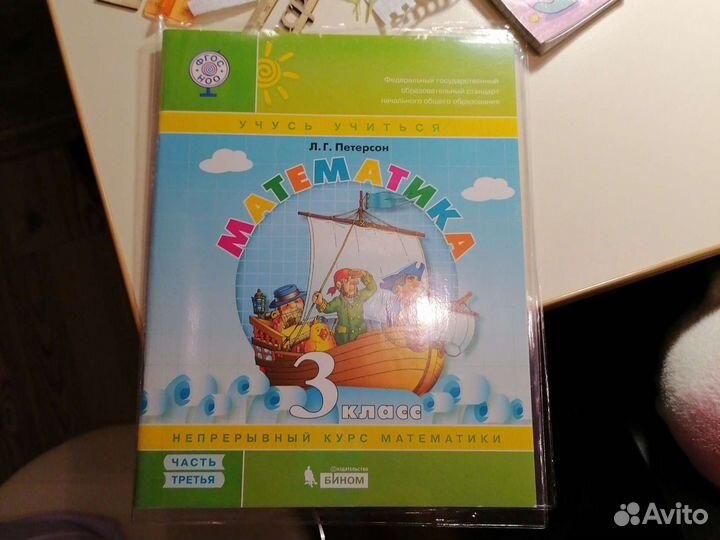 ФГОС
НОО
Федеральный государственный
образовательный стандарт
начального общего образования
УЧУСЬ УЧИТЬСЯ
Л. Г. Петерсон
МАТЕМАТИКА
3 класс
НЕПРЕРЫВНЫЙ КУРС МАТЕМАТИКИ
ЧАСТЬ
ТРЕТЬЯ
ИЗДАТЕЛЬСТВО
БИНОМ
Avito